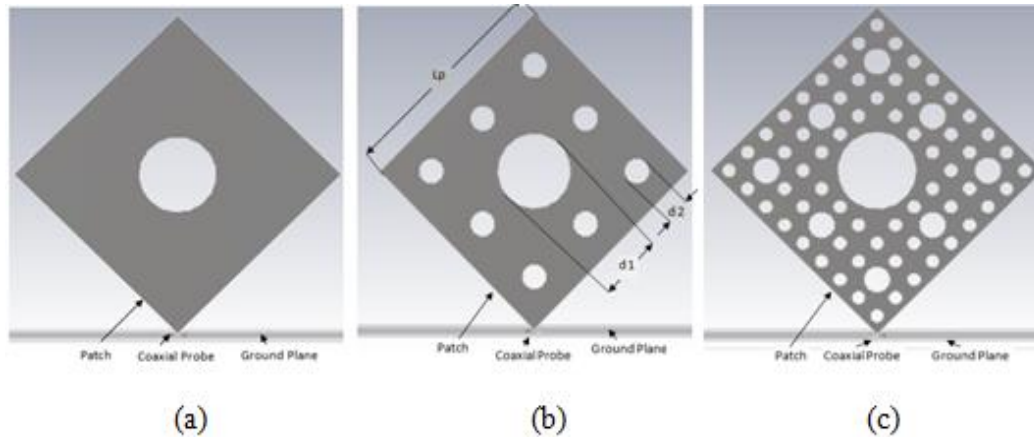 Patch
Coaxial Probe
Ground Plane
(a)
Lp
d2
d1
Patch
Coaxial Probe
Ground Plane
(b)
Patch
Coaxial Probe
Ground Plane
(c)